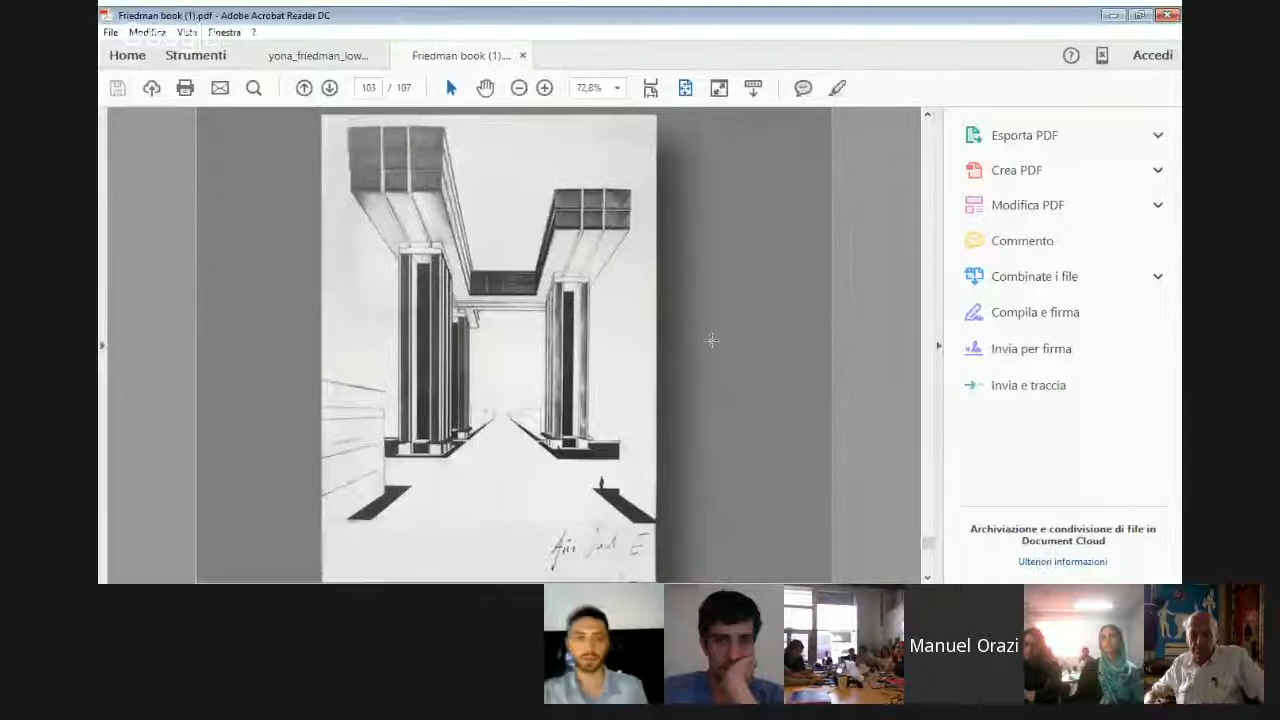 Friedman book (1).pdf - Adobe Acrobat Reader DC
File Modifica Vista Finestra ?
Home Strumenti yona_friedman_low... Friedman book (1).... Accedi
103 / 107 72,8%
Esporta PDF
Crea PDF
Modifica PDF
Commento
Combinate i file
Compila e firma
Invia per firma
Invia e traccia
Archiviazione e condivisione di file in
Document Cloud
Ulteriori informazioni
Manuel Orazi